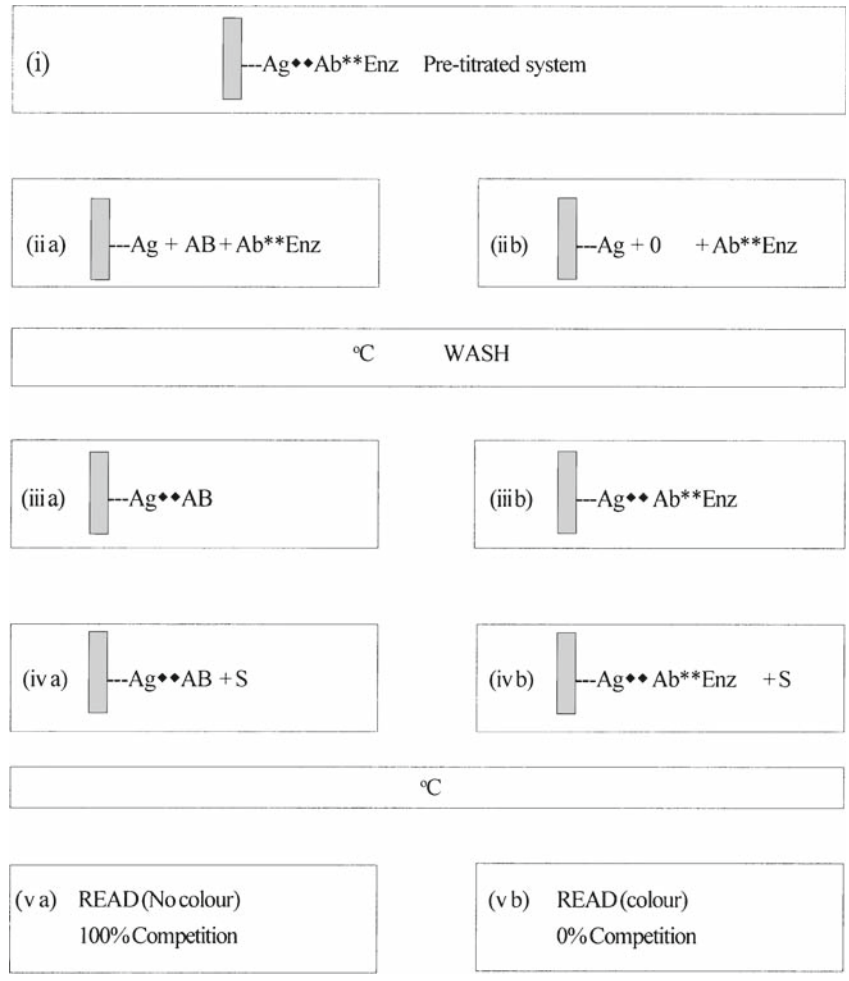 (i) ---Ag◆◆Ab**Enz Pre-titrated system
(ii a) ---Ag + AB + Ab**Enz
(ii b) ---Ag + 0 + Ab**Enz
°C WASH
(iii a) ---Ag◆◆AB
(iii b) ---Ag◆◆ Ab**Enz
(iv a) ---Ag◆◆AB + S
(iv b) ---Ag◆◆ Ab**Enz + S
°C
(v a) READ (No colour)
100% Competition
(v b) READ (colour)
0% Competition